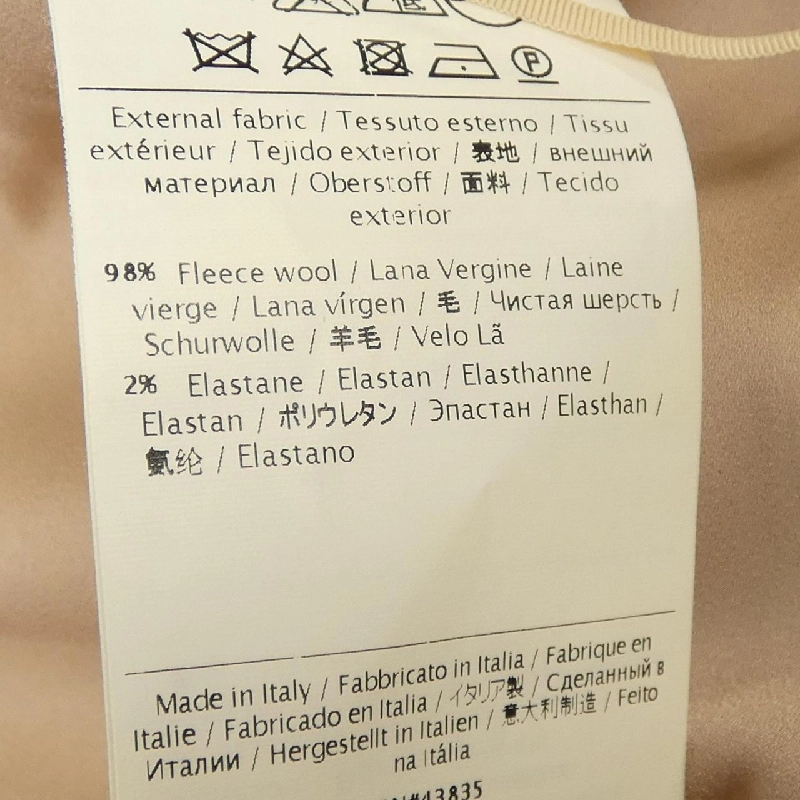 低
P
External fabric / Tessuto esterno / Tissu
extérieur / Tejido exterior / 表地 / внешний
материал / Oberstoff / 面料 / Tecido
exterior
98% Fleece wool / Lana Vergine / Laine
vierge / Lana vírgen / 毛 / Чистая шерсть /
Schurwolle / 羊毛 / Velo Lã
2% Elastane / Elastan / Elasthanne /
Elastan / ポリウレタン / Эпастан / Elasthan /
氨纶 / Elastano
Made in Italy / Fabbricato in Italia / Fabrique en
Italie / Fabricado en Italia / イタリア製 / Сделанный в
Италии / Hergestellt in Italien / 意大利制造 / Feito
na Itália